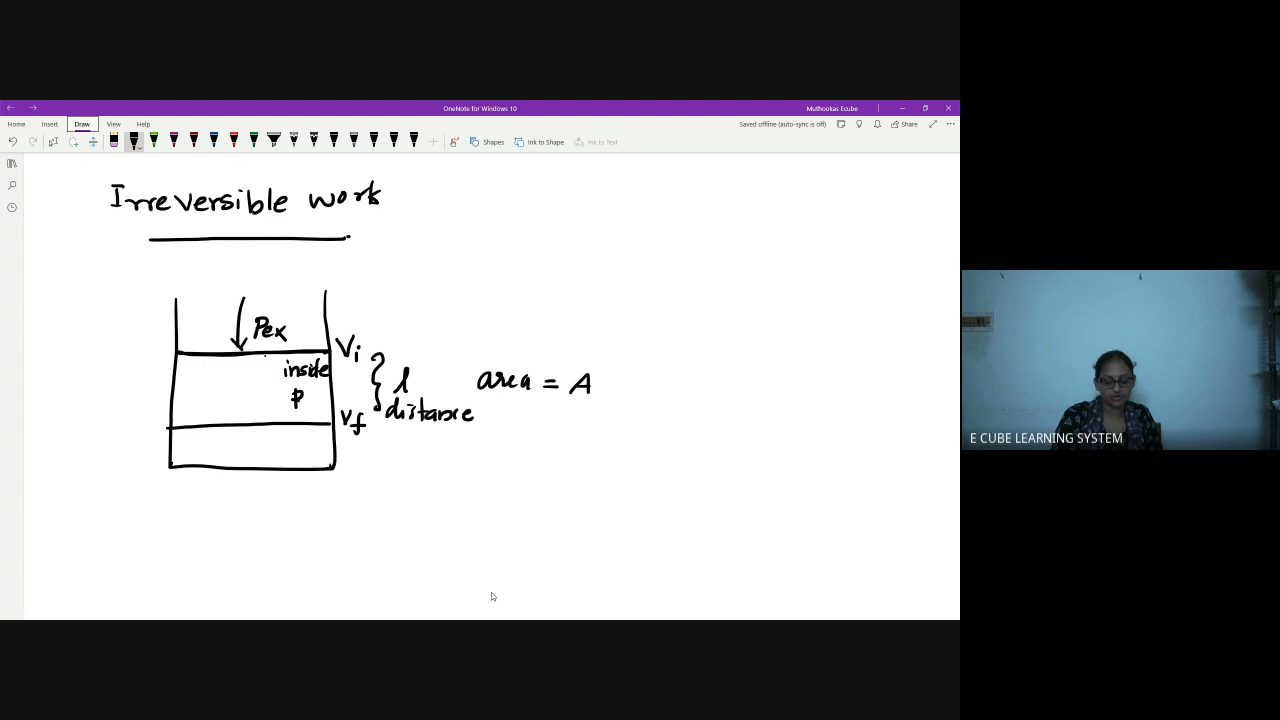 OneNote for Windows 10
Muthookas Ecube
Home Insert Draw View Help
Saved offline (auto-sync is off)
Share
Shapes
Ink to Shape
Ink to Text
Irreversible work
Pex
Vi
inside
p
l
distance
area = A
Vf
E CUBE LEARNING SYSTEM